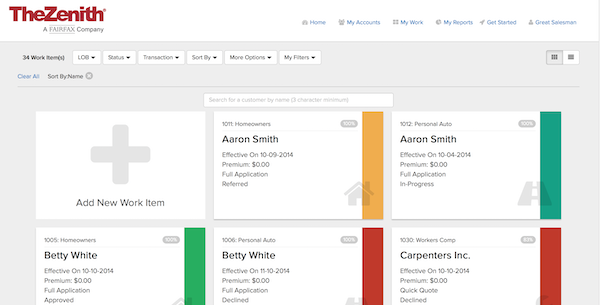 TheZenith®
A FAIRFAX Company
Home
My Accounts
My Work
My Reports
Get Started
Great Salesmen
34 Work Item(s)
LOB
Status
Transaction
Sort By
More Options
My Filters
Clear All
Sort By:Name
Search for a customer by name (3 character minimum)
Add New Work Item
1011: Homeowners
100%
Aaron Smith
Effective On 10-09-2014
Premium: $0.00
Full Application
Referred
1012: Personal Auto
100%
Aaron Smith
Effective On 10-04-2014
Premium: $0.00
Full Application
In-Progress
1005: Homeowners
100%
Betty White
Effective On 10-10-2014
Premium: $0.00
Full Application
Approved
1006: Personal Auto
100%
Betty White
Effective On 11-10-2014
Premium: $0.00
Full Application
Declined
1030: Workers Comp
Carpenters Inc.
Effective On 10-10-2014
Premium: $0.00
Quick Quote
Declined